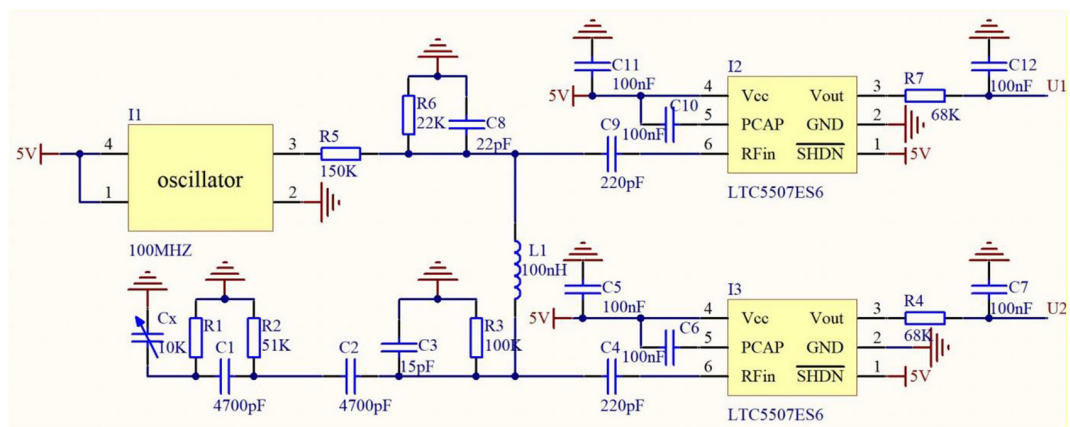 I1
5V
4
3
1
2
oscillator
100MHZ
R5
150K
R6
22K
C8
22pF
C9
220pF
C11
100nF
5V
C10
100nF
I2
4
Vcc
Vout
3
5
PCAP
GND
2
6
RFin
SHDN
1
LTC5507ES6
R7
68K
5V
C12
100nF
U1
L1
100nH
Cx
R1
10K
R2
51K
C1
4700pF
C2
4700pF
C3
15pF
R3
100K
C5
100nF
5V
C6
100nF
C4
220pF
I3
4
Vcc
Vout
3
5
PCAP
GND
2
6
RFin
SHDN
1
LTC5507ES6
R4
68K
5V
C7
100nF
U2